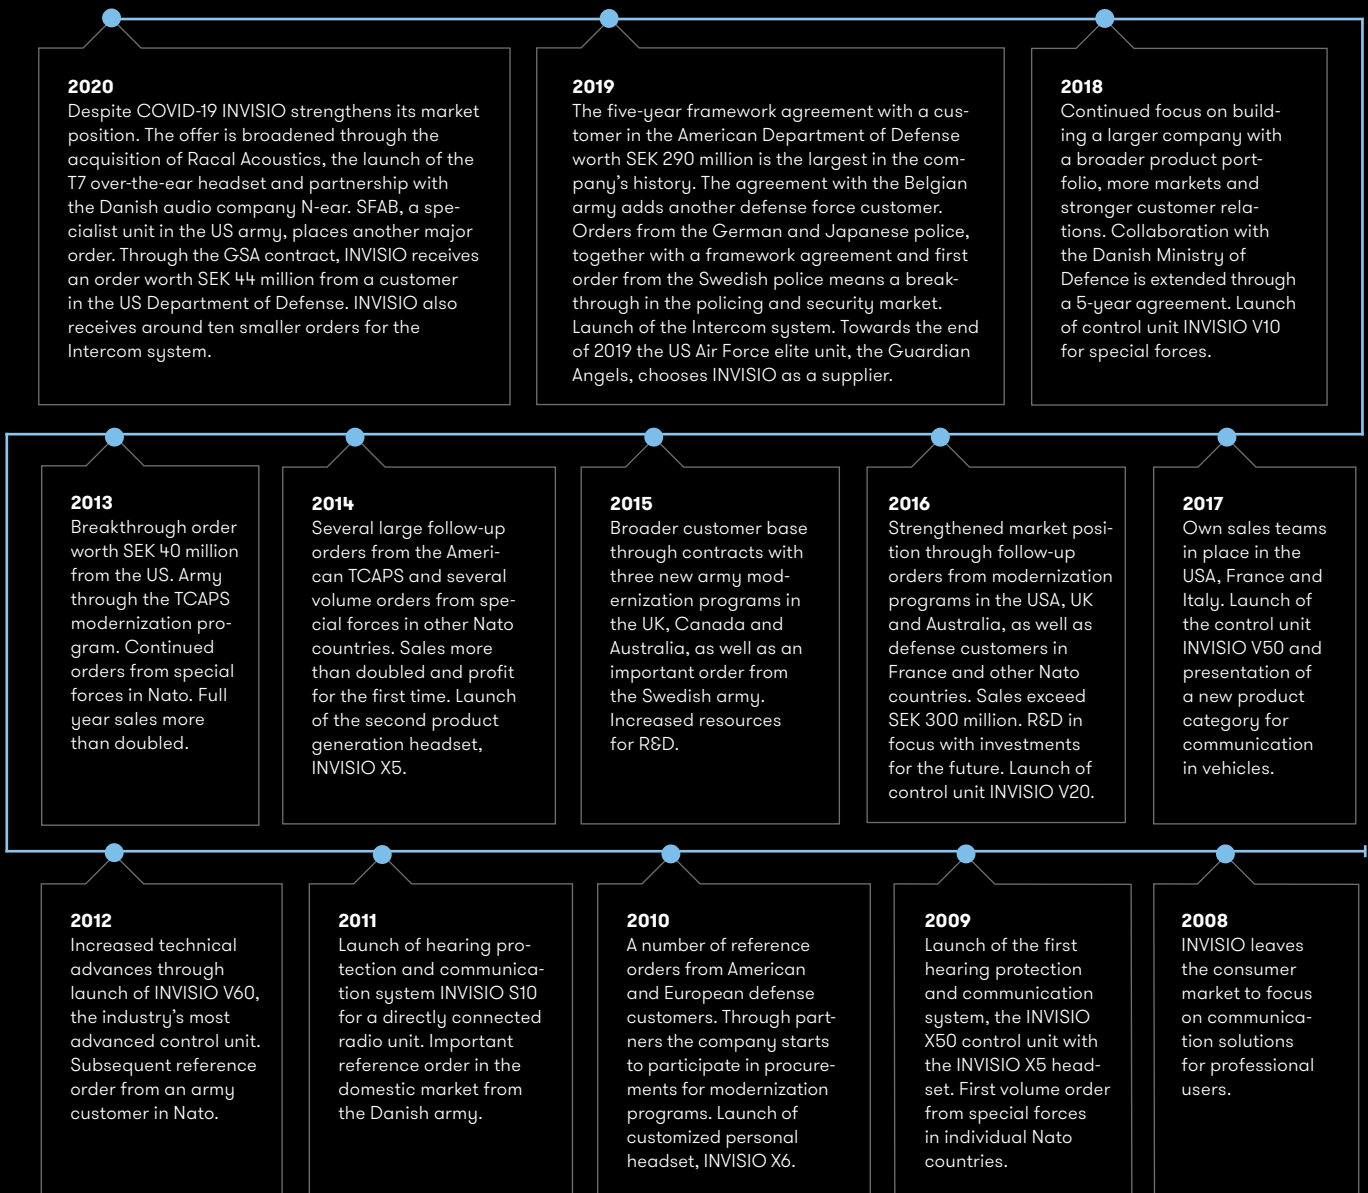 2020
Despite COVID-19 INVISIO strengthens its market
position. The offer is broadened through the
acquisition of Racal Acoustics, the launch of the
T7 over-the-ear headset and partnership with
the Danish audio company N-ear. SFAB, a spe-
cialist unit in the US army, places another major
order. Through the GSA contract, INVISIO receives
an order worth SEK 44 million from a customer
in the US Department of Defense. INVISIO also
receives around ten smaller orders for the
Intercom system.
2019
The five-year framework agreement with a cus-
tomer in the American Department of Defense
worth SEK 290 million is the largest in the com-
pany's history. The agreement with the Belgian
army adds another defense force customer.
Orders from the German and Japanese police,
together with a framework agreement and first
order from the Swedish police means a break-
through in the policing and security market.
Launch of the Intercom system. Towards the end
of 2019 the US Air Force elite unit, the Guardian
Angels, chooses INVISIO as a supplier.
2018
Continued focus on build-
ing a larger company with
a broader product port-
folio, more markets and
stronger customer rela-
tions. Collaboration with
the Danish Ministry of
Defence is extended through
a 5-year agreement. Launch
of control unit INVISIO V10
for special forces.
2013
Breakthrough order
worth SEK 40 million
from the US. Army
through the TCAPS
modernization pro-
gram. Continued
orders from special
forces in Nato. Full
year sales more
than doubled.
2014
Several large follow-up
orders from the Ameri-
can TCAPS and several
volume orders from spe-
cial forces in other Nato
countries. Sales more
than doubled and profit
for the first time. Launch
of the second product
generation headset,
INVISIO X5.
2015
Broader customer base
through contracts with
three new army mod-
ernization programs in
the UK, Canada and
Australia, as well as an
important order from
the Swedish army.
Increased resources
for R&D.
2016
Strengthened market posi-
tion through follow-up
orders from modernization
programs in the USA, UK
and Australia, as well as
defense customers in
France and other Nato
countries. Sales exceed
SEK 300 million. R&D in
focus with investments
for the future. Launch of
control unit INVISIO V20.
2017
Own sales teams
in place in the
USA, France and
Italy. Launch of
the control unit
INVISIO V50 and
presentation of
a new product
category for
communication
in vehicles.
2012
Increased technical
advances through
launch of INVISIO V60,
the industry's most
advanced control unit.
Subsequent reference
order from an army
customer in Nato.
2011
Launch of hearing pro-
tection and communica-
tion system INVISIO S10
for a directly connected
radio unit. Important
reference order in the
domestic market from
the Danish army.
2010
A number of reference
orders from American
and European defense
customers. Through part-
ners the company starts
to participate in procure-
ments for modernization
programs. Launch of
customized personal
headset, INVISIO X6.
2009
Launch of the first
hearing protection
and communication
system, the INVISIO
X50 control unit with
the INVISIO X5 head-
set. First volume order
from special forces
in individual Nato
countries.
2008
INVISIO leaves
the consumer
market to focus
on communica-
tion solutions
for professional
users.